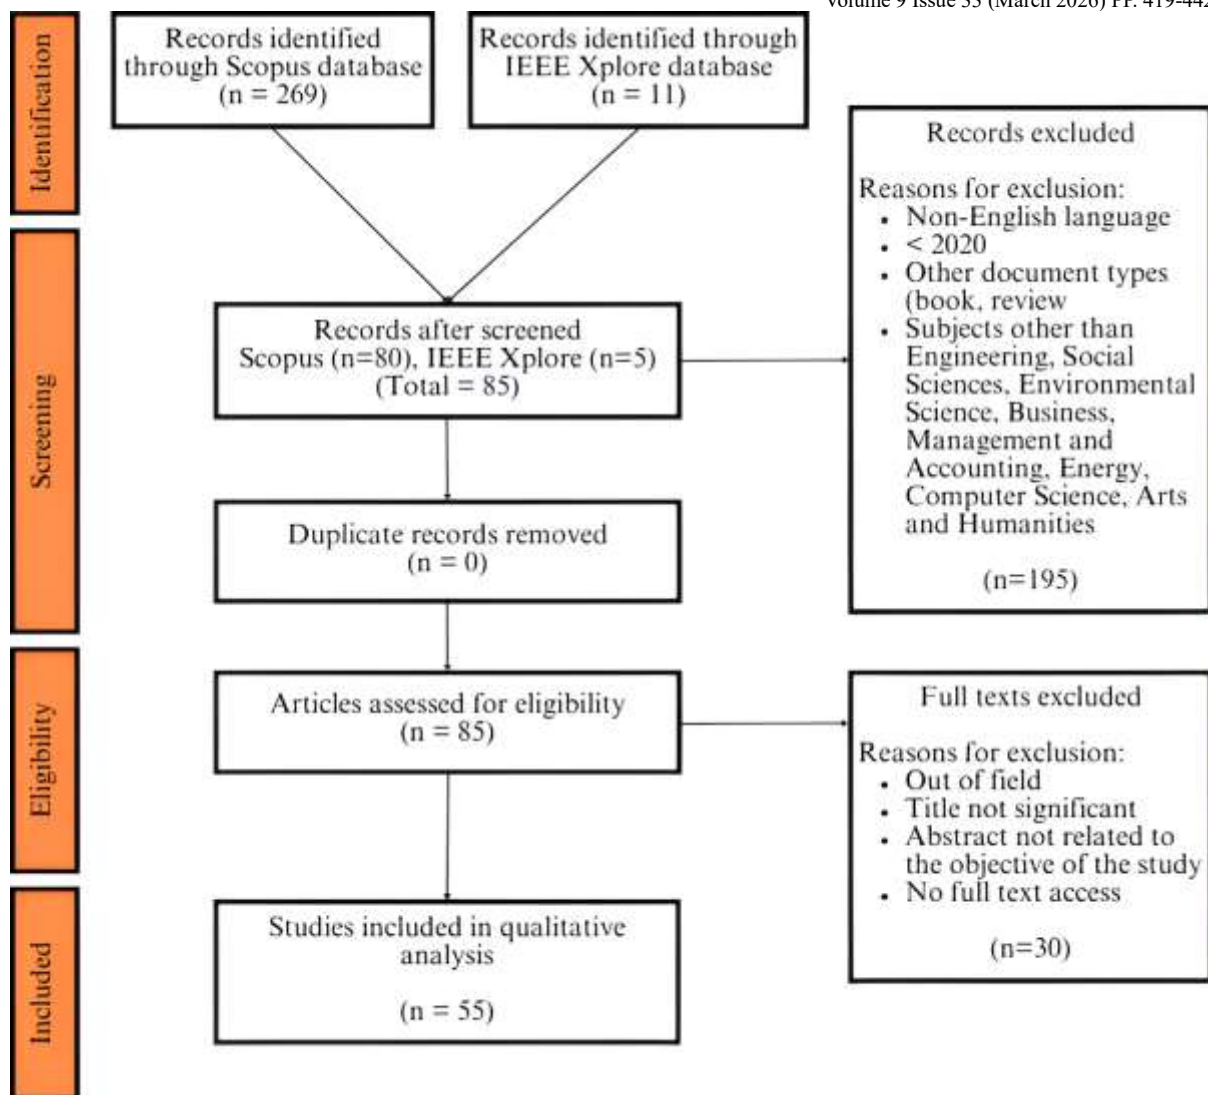 Volume 9 Issue 33 (March 2026) PP. 419-442
Identification
Records identified
through Scopus database
(n = 269)
Records identified through
IEEE Xplore database
(n = 11)
Records excluded
Reasons for exclusion:
• Non-English language
• < 2020
• Other document types
(book, review
• Subjects other than
Engineering, Social
Sciences, Environmental
Science, Business,
Management and
Accounting, Energy,
Computer Science, Arts
and Humanities
(n=195)
Screening
Records after screened
Scopus (n=80), IEEE Xplore (n=5)
(Total = 85)
Duplicate records removed
(n = 0)
Eligibility
Articles assessed for eligibility
(n = 85)
Full texts excluded
Reasons for exclusion:
• Out of field
• Title not significant
• Abstract not related to
the objective of the study
• No full text access
(n=30)
Included
Studies included in qualitative
analysis
(n = 55)